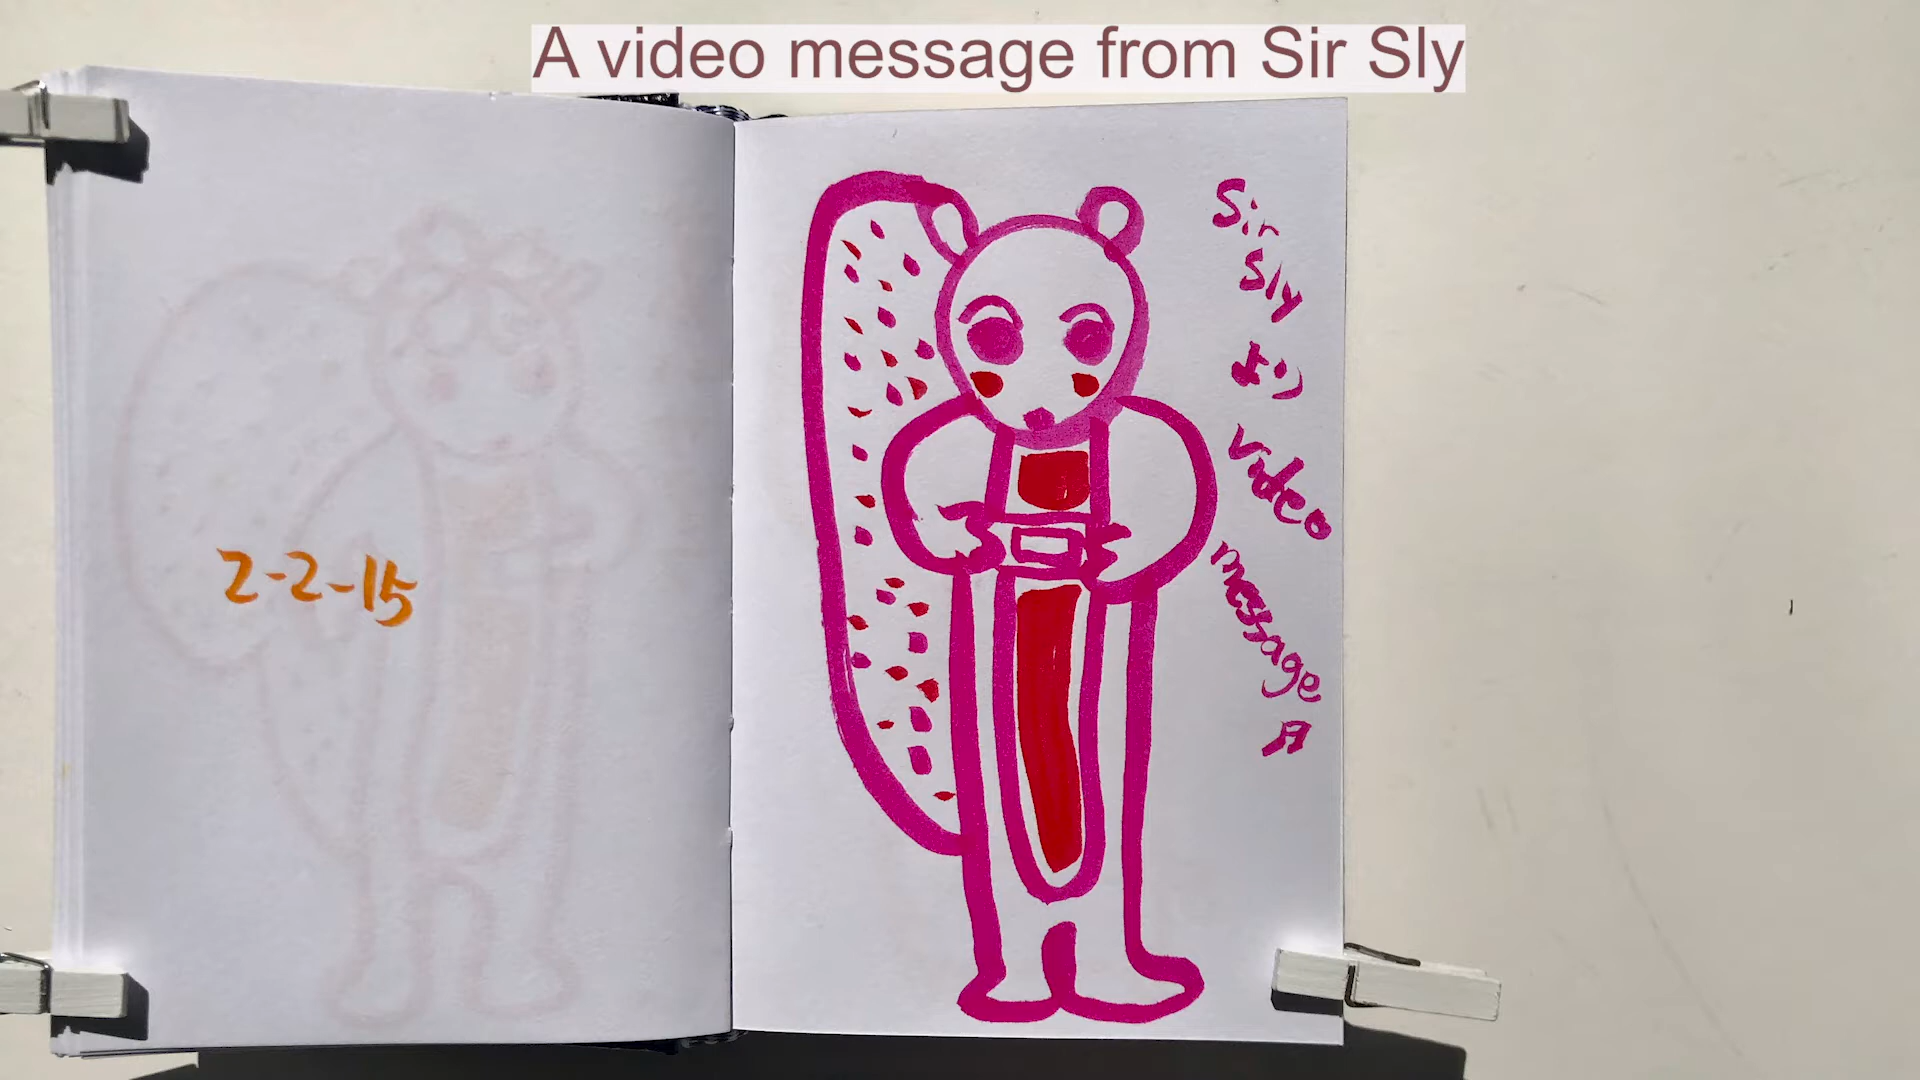 A video message from Sir Sly
2-2-15
Sir
Sly
より
video
message
A